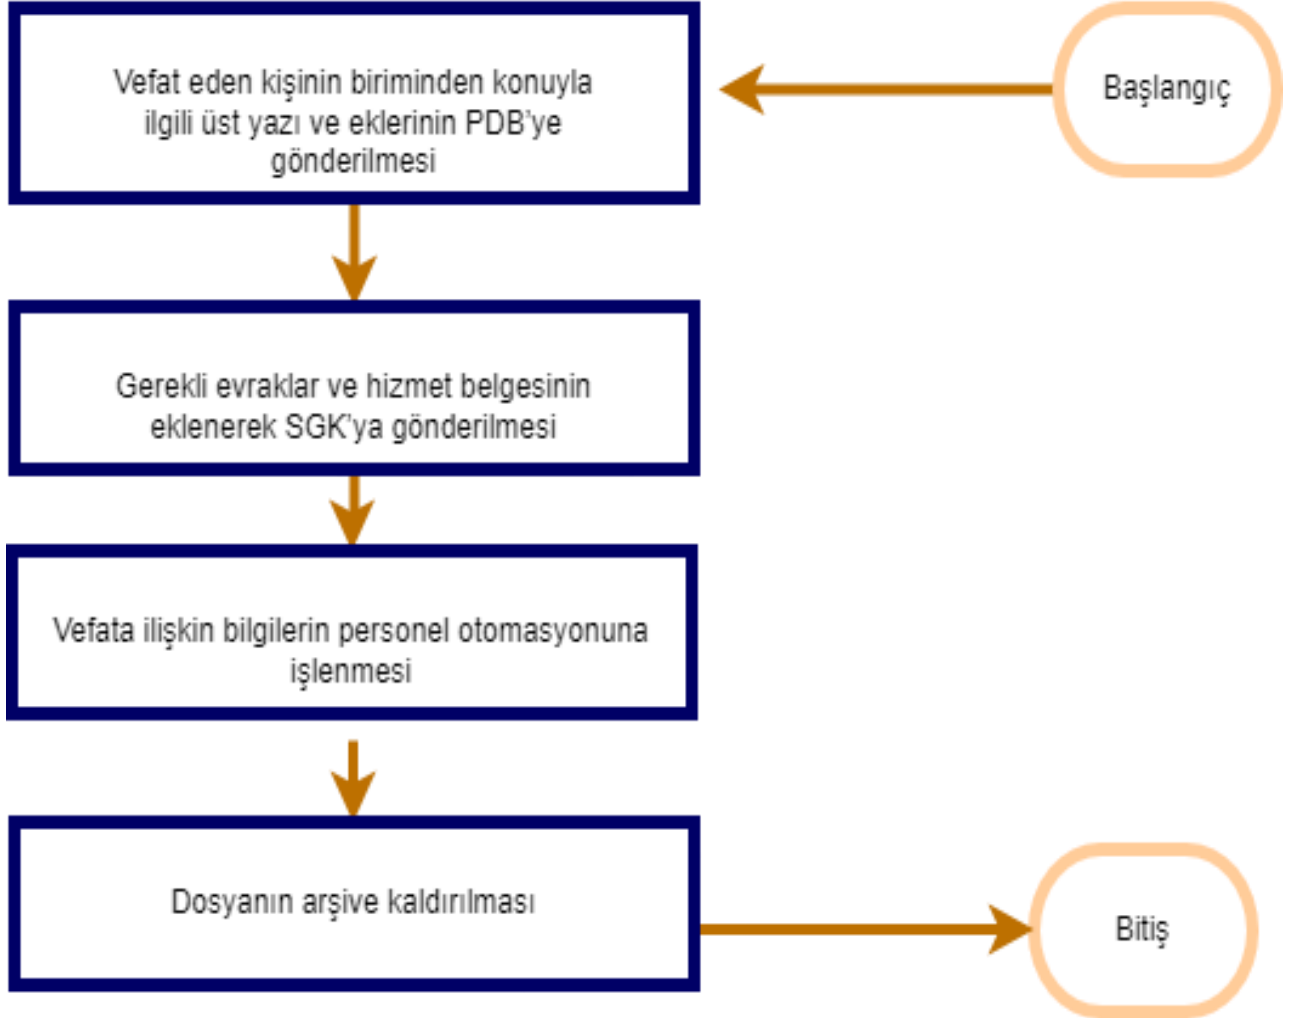 Başlangıç
Vefat eden kişinin biriminden konuyla
ilgili üst yazı ve eklerinin PDB'ye
gönderilmesi
Gerekli evraklar ve hizmet belgesinin
eklenerek SGK'ya gönderilmesi
Vefata ilişkin bilgilerin personel otomasyonuna
işlenmesi
Dosyanın arşive kaldırılması
Bitiş